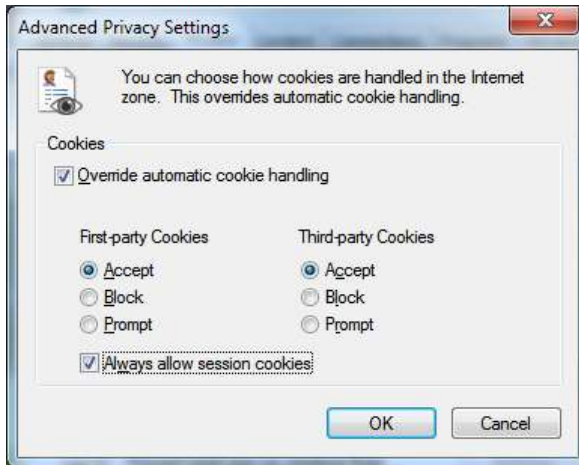 Advanced Privacy Settings
You can choose how cookies are handled in the Internet
zone. This overrides automatic cookie handling.
Cookies
Override automatic cookie handling
First-party Cookies Third-party Cookies
Accept Accept
Block Block
Prompt Prompt
Always allow session cookies
OK Cancel